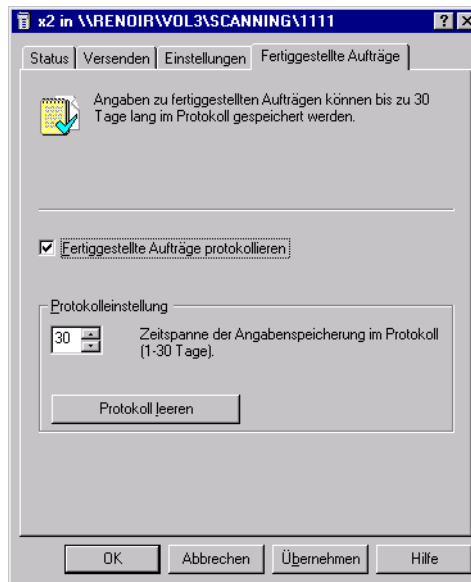 x2 in \\RENOIR\VOL3\SCANNING\1111
Status
Versenden
Einstellungen
Fertiggestellte Aufträge
Angaben zu fertiggestellten Aufträgen können bis zu 30
Tage lang im Protokoll gespeichert werden.
Fertiggestellte Aufträge protokollieren
Protokolleinstellung
30
Zeitspanne der Angabenspeicherung im Protokoll
(1-30 Tage).
Protokoll leeren
OK
Abbrechen
Übernehmen
Hilfe